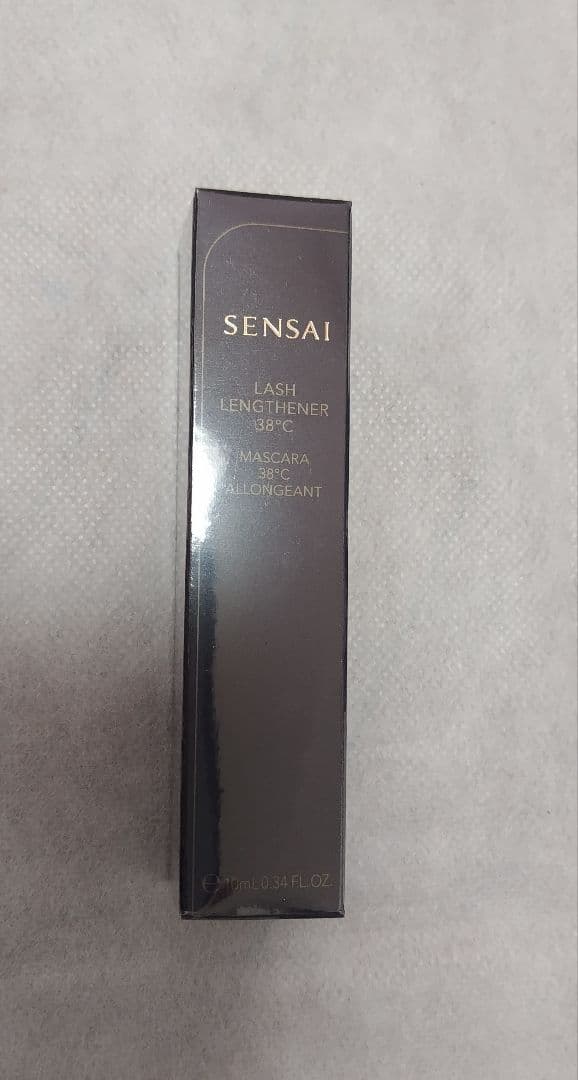 SENSAI
LASH
LENGTHENER
38°C
MASCARA
38°C
ALLONGEANT
℮ 10mL 0.34 FL.OZ.